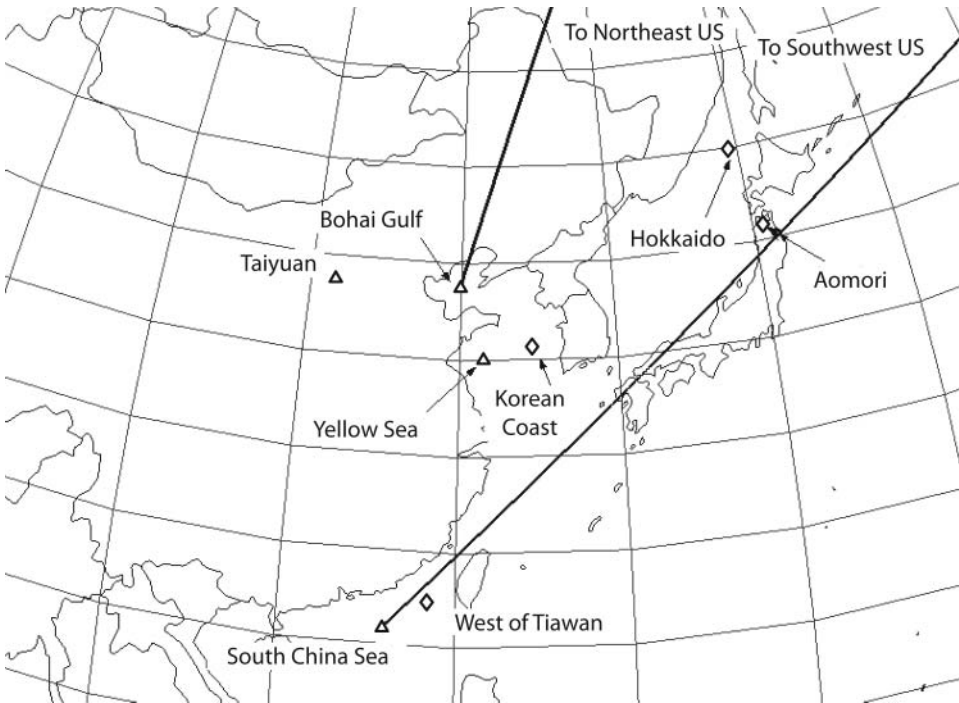 To Northeast US
To Southwest US
Bohai Gulf
Taiyuan
Hokkaido
Aomori
Yellow Sea
Korean
Coast
West of Tiawan
South China Sea